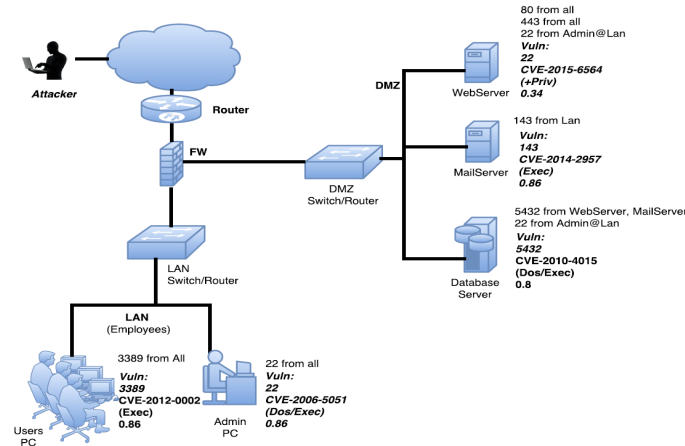 80 from all
443 from all
22 from Admin@Lan
Vuln:
22
CVE-2015-6564
(+Priv)
0.34
WebServer
DMZ
Attacker
Router
FW
143 from Lan
Vuln:
143
CVE-2014-2957
(Exec)
0.86
MailServer
DMZ
Switch/Router
5432 from WebServer, MailServer
22 from Admin@Lan
Vuln:
5432
CVE-2010-4015
(Dos/Exec)
0.8
Database
Server
LAN
Switch/Router
LAN
(Employees)
3389 from All
Vuln:
3389
CVE-2012-0002
(Exec)
0.86
Users
PC
22 from all
Vuln:
22
CVE-2006-5051
(Dos/Exec)
0.86
Admin
PC